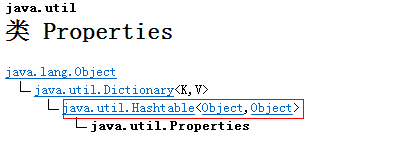 java.util
类 Properties
java.lang.Object
java.util.Dictionary<K,V>
java.util.Hashtable<Object,Object>
java.util.Properties